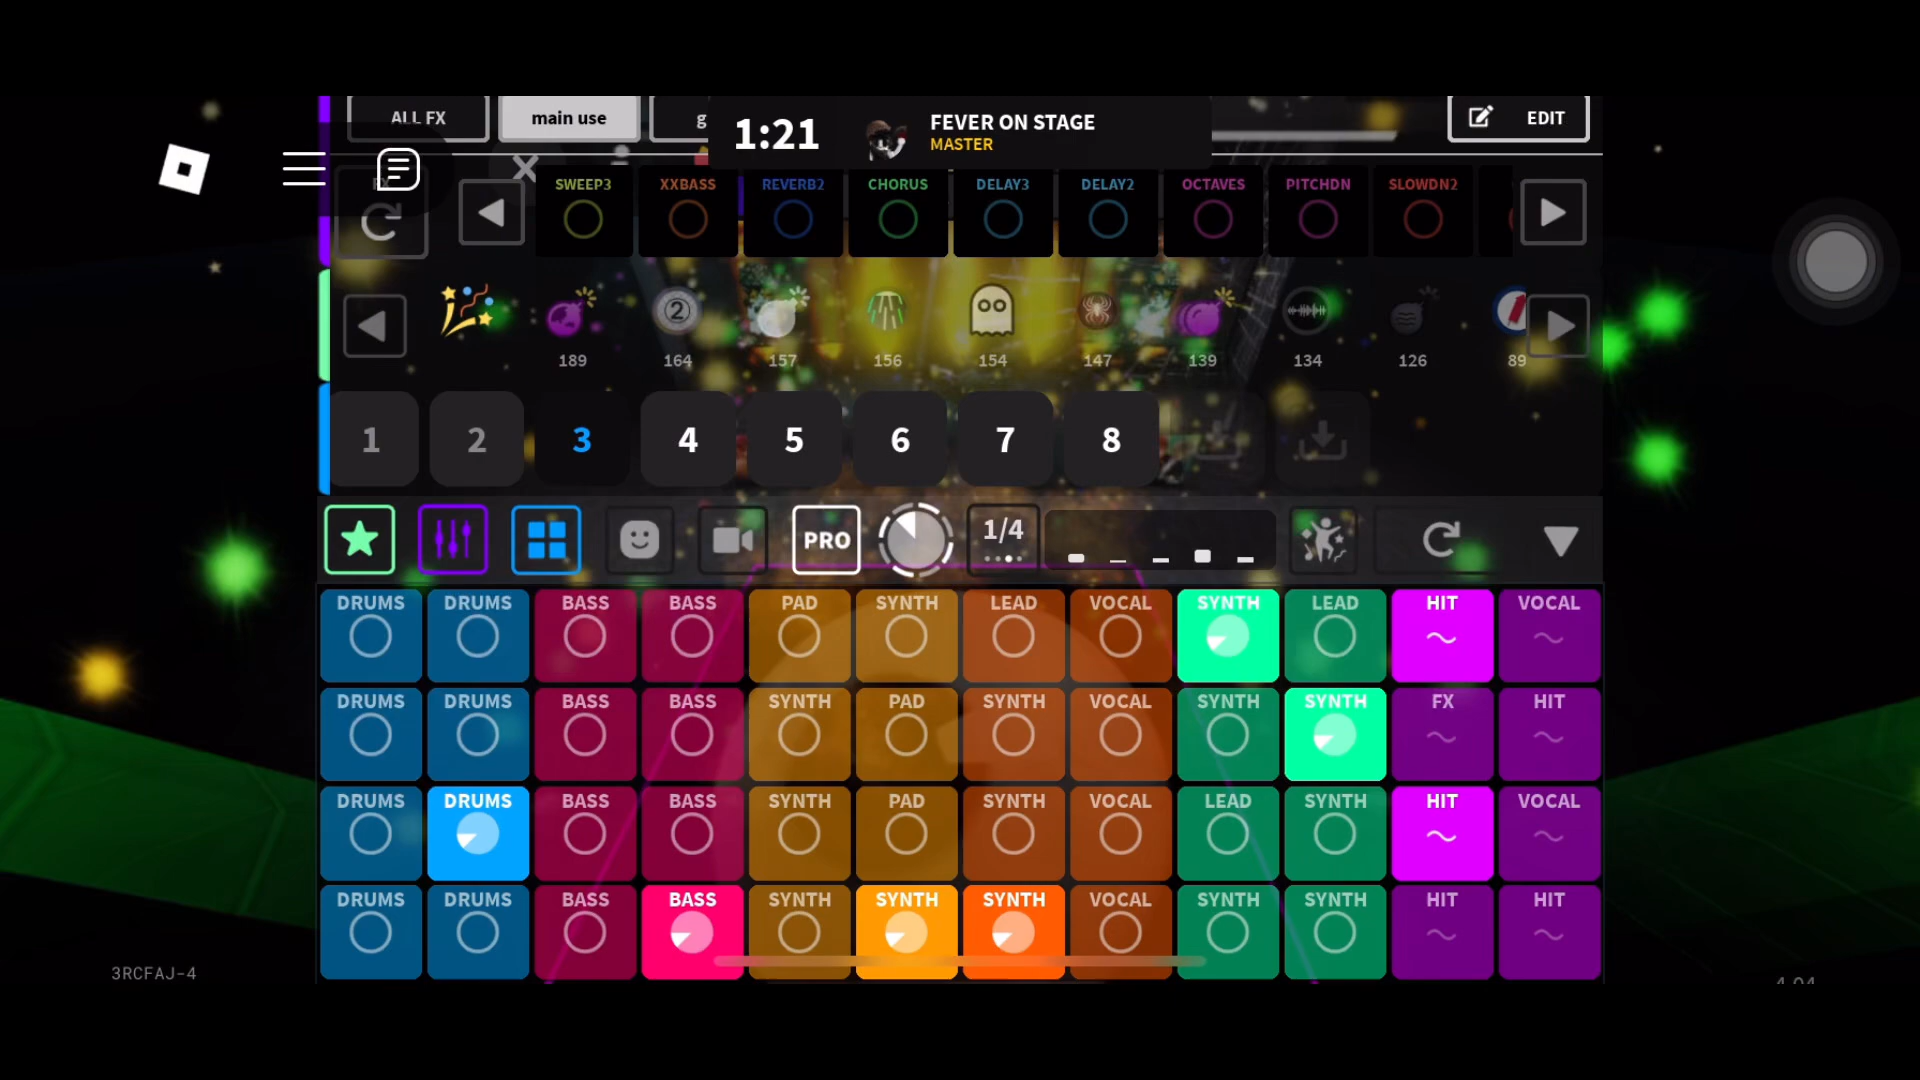 ALL FX main use g 1:21 FEVER ON STAGE EDIT
MASTER
SWEEP3 XXBASS REVERB2 CHORUS DELAY3 DELAY2 OCTAVES PITCHDN SLOWDN2
2
189 164 157 156 154 147 139 134 126 89
1 2 3 4 5 6 7 8
PRO 1/4
DRUMS DRUMS BASS BASS PAD SYNTH LEAD VOCAL SYNTH LEAD HIT VOCAL
DRUMS DRUMS BASS BASS SYNTH PAD SYNTH VOCAL SYNTH SYNTH FX HIT
DRUMS DRUMS BASS BASS SYNTH PAD SYNTH VOCAL LEAD SYNTH HIT VOCAL
DRUMS DRUMS BASS BASS SYNTH SYNTH SYNTH VOCAL SYNTH SYNTH HIT HIT
3RCFAJ-4